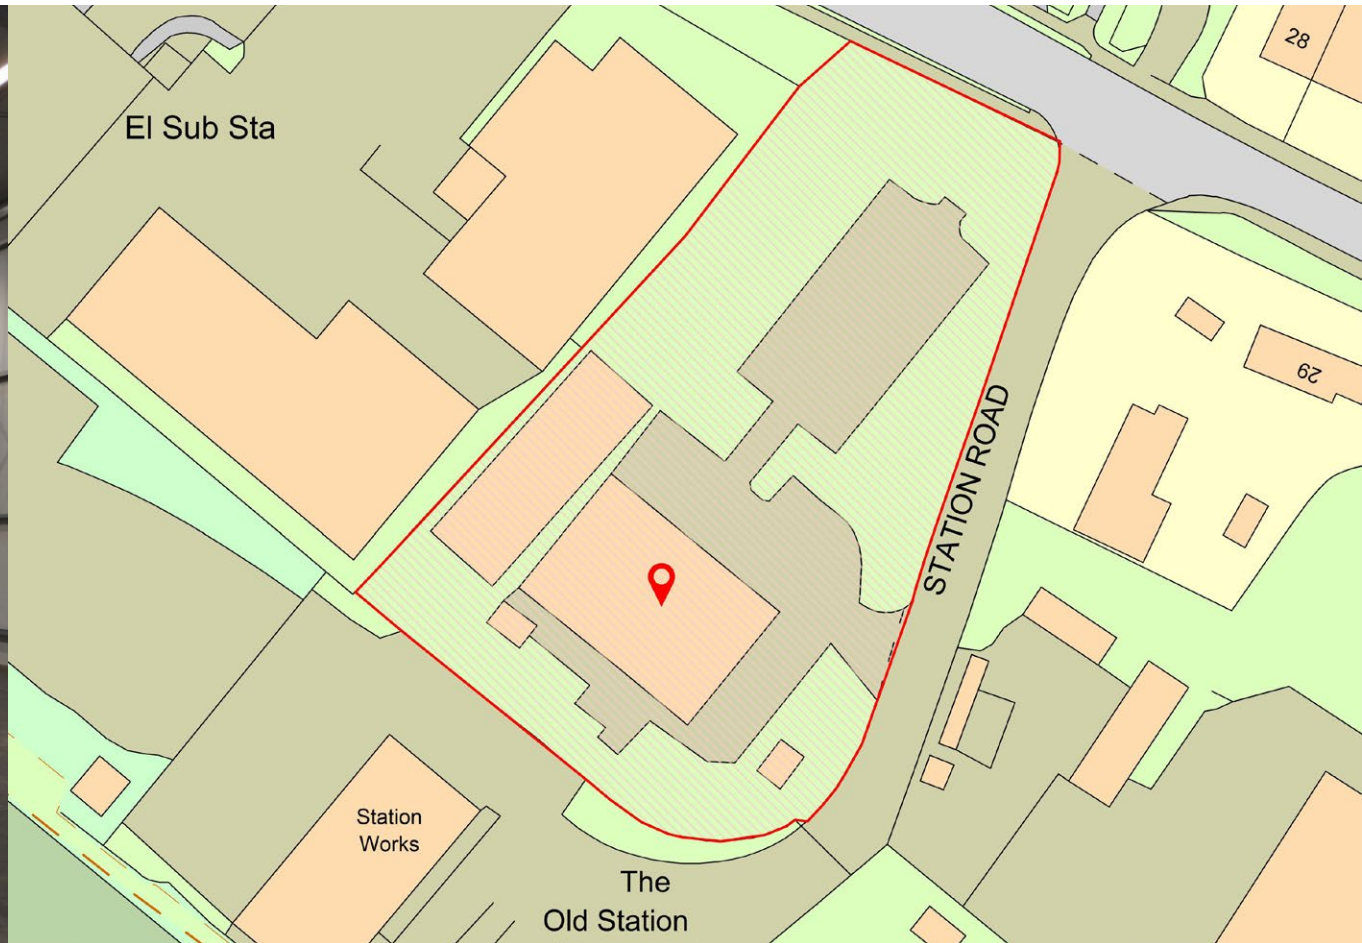 28
El Sub Sta
29
STATION ROAD
Station
Works
The
Old Station